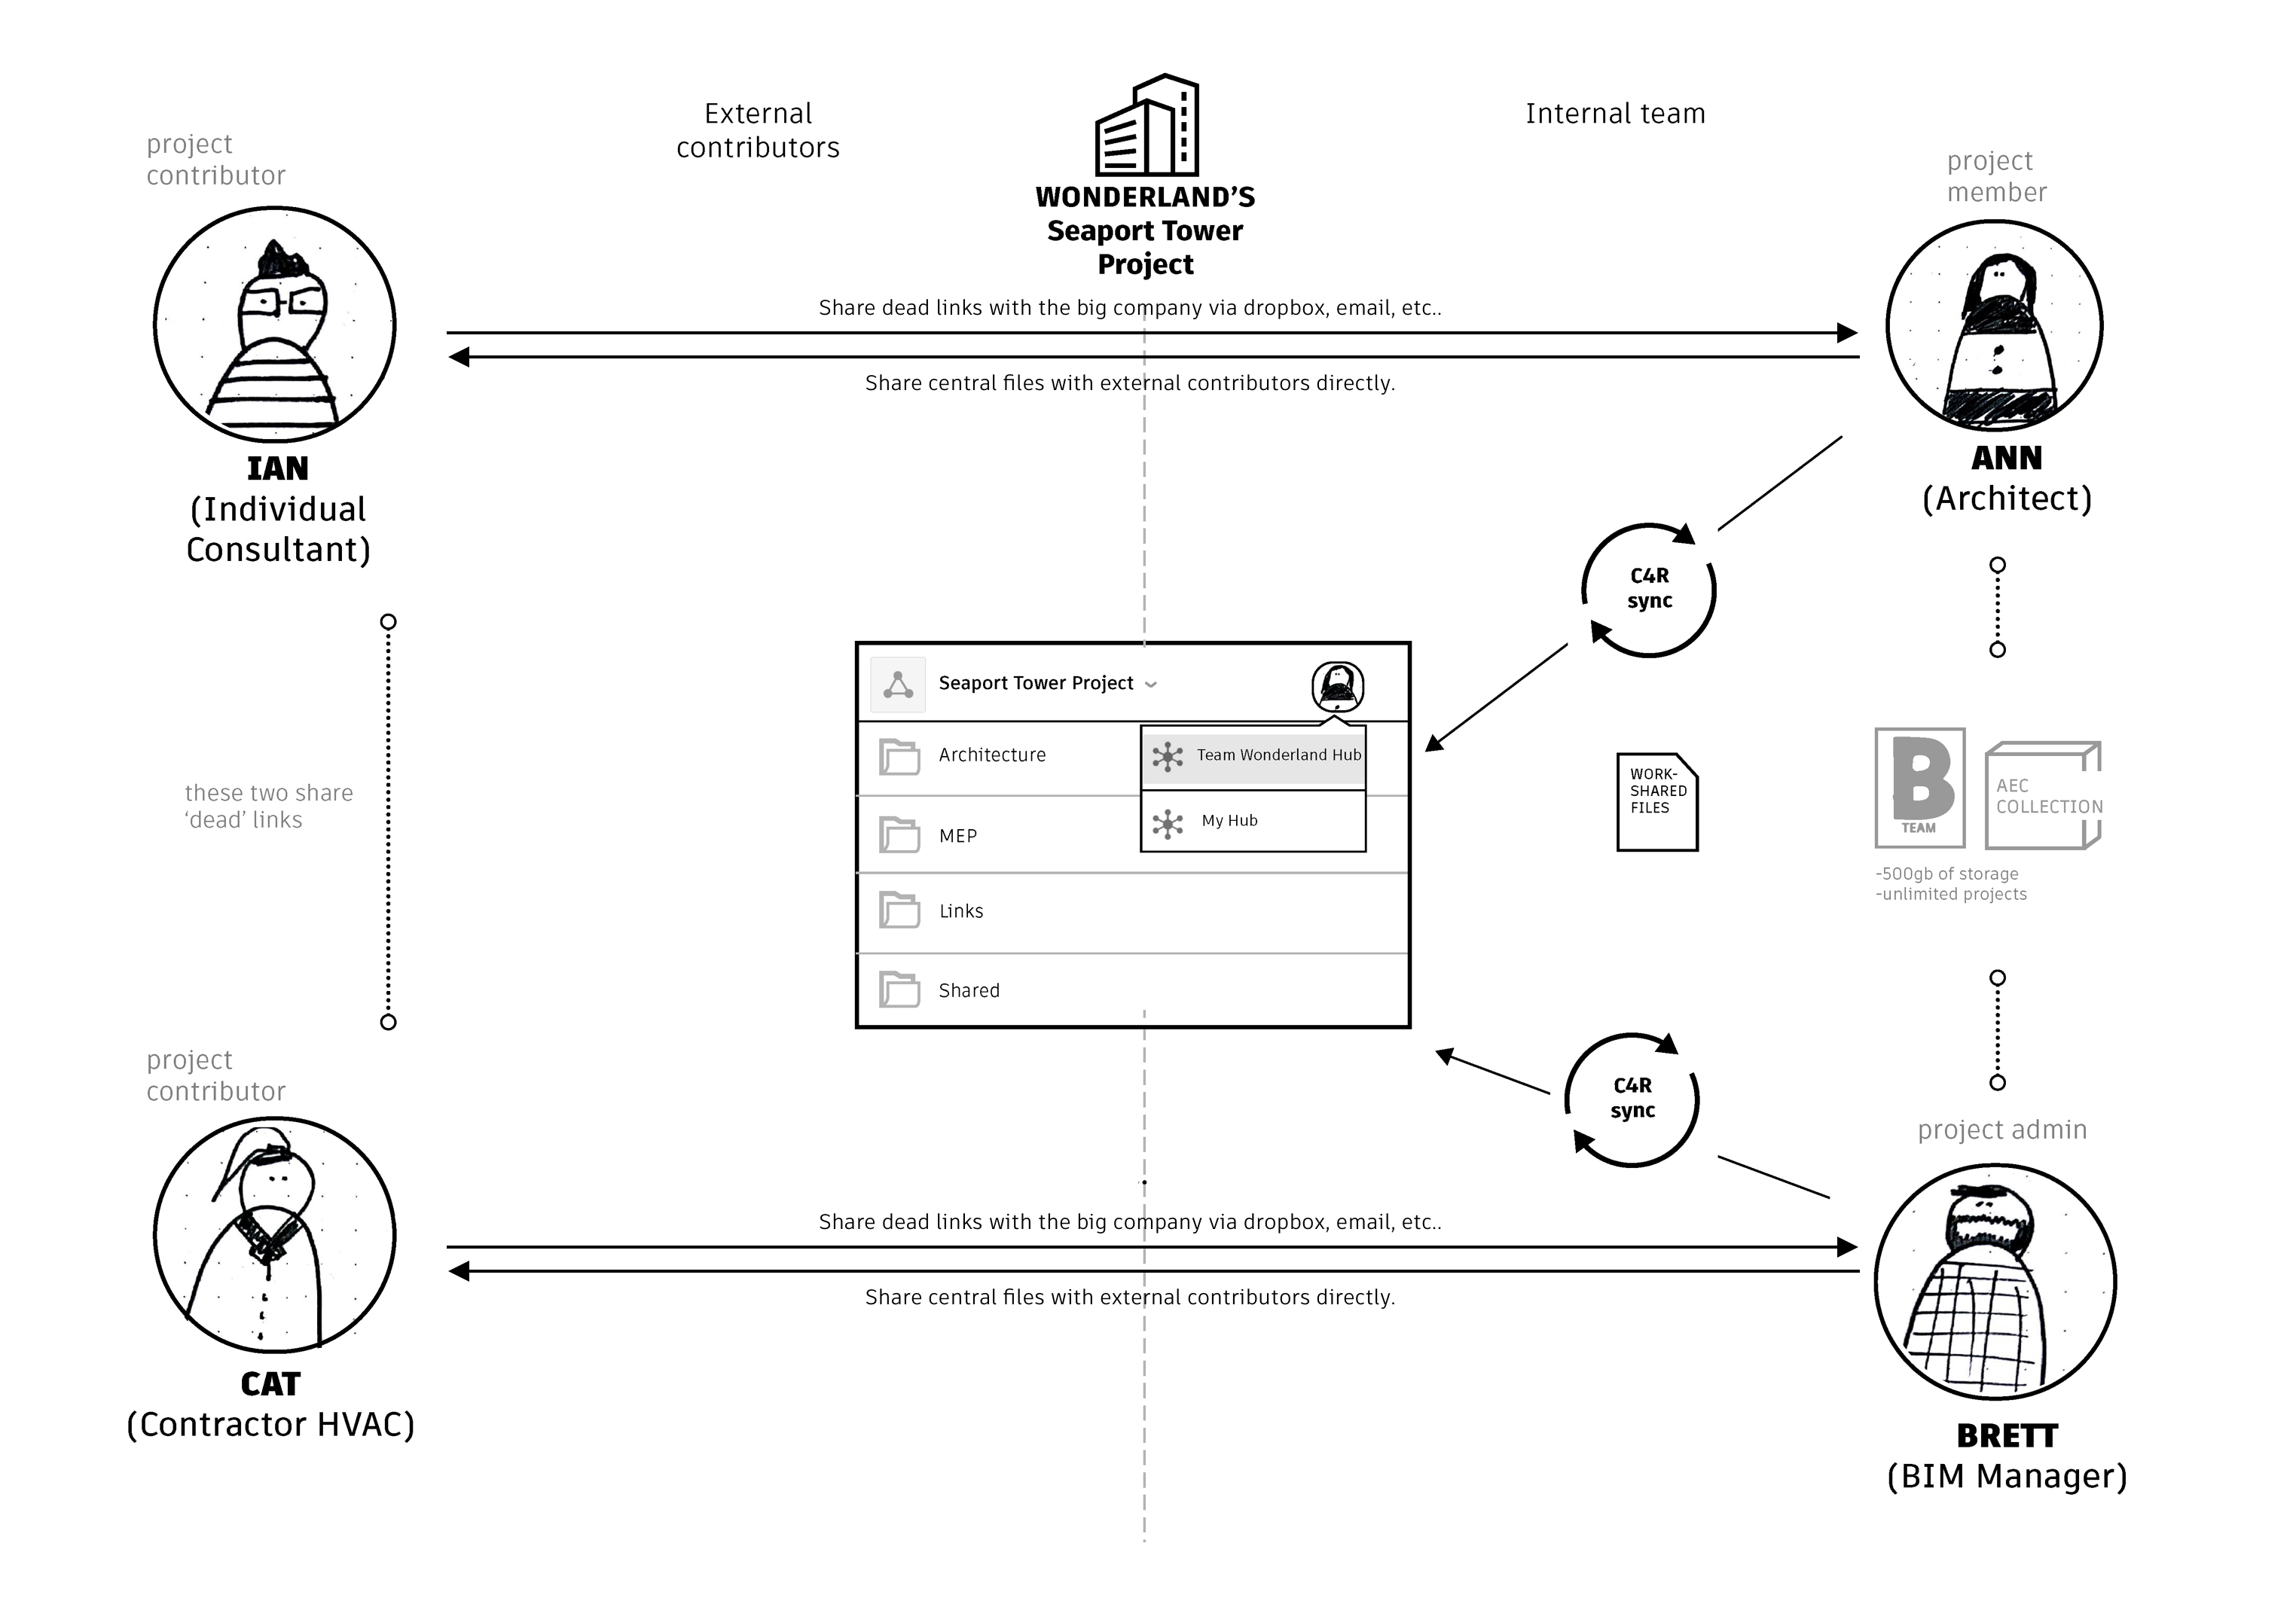 External
contributors
Internal team
WONDERLAND'S
Seaport Tower
Project
project
contributor
project
member
Share dead links with the big company via dropbox, email, etc..
Share central files with external contributors directly.
IAN
(Individual
Consultant)
ANN
(Architect)
C4R
sync
Seaport Tower Project
Architecture
MEP
Links
Shared
Team Wonderland Hub
My Hub
WORK-
SHARED
FILES
B
TEAM
AEC
COLLECTION
-500gb of storage
-unlimited projects
these two share
'dead' links
project
contributor
C4R
sync
project admin
Share dead links with the big company via dropbox, email, etc..
Share central files with external contributors directly.
CAT
(Contractor HVAC)
BRETT
(BIM Manager)